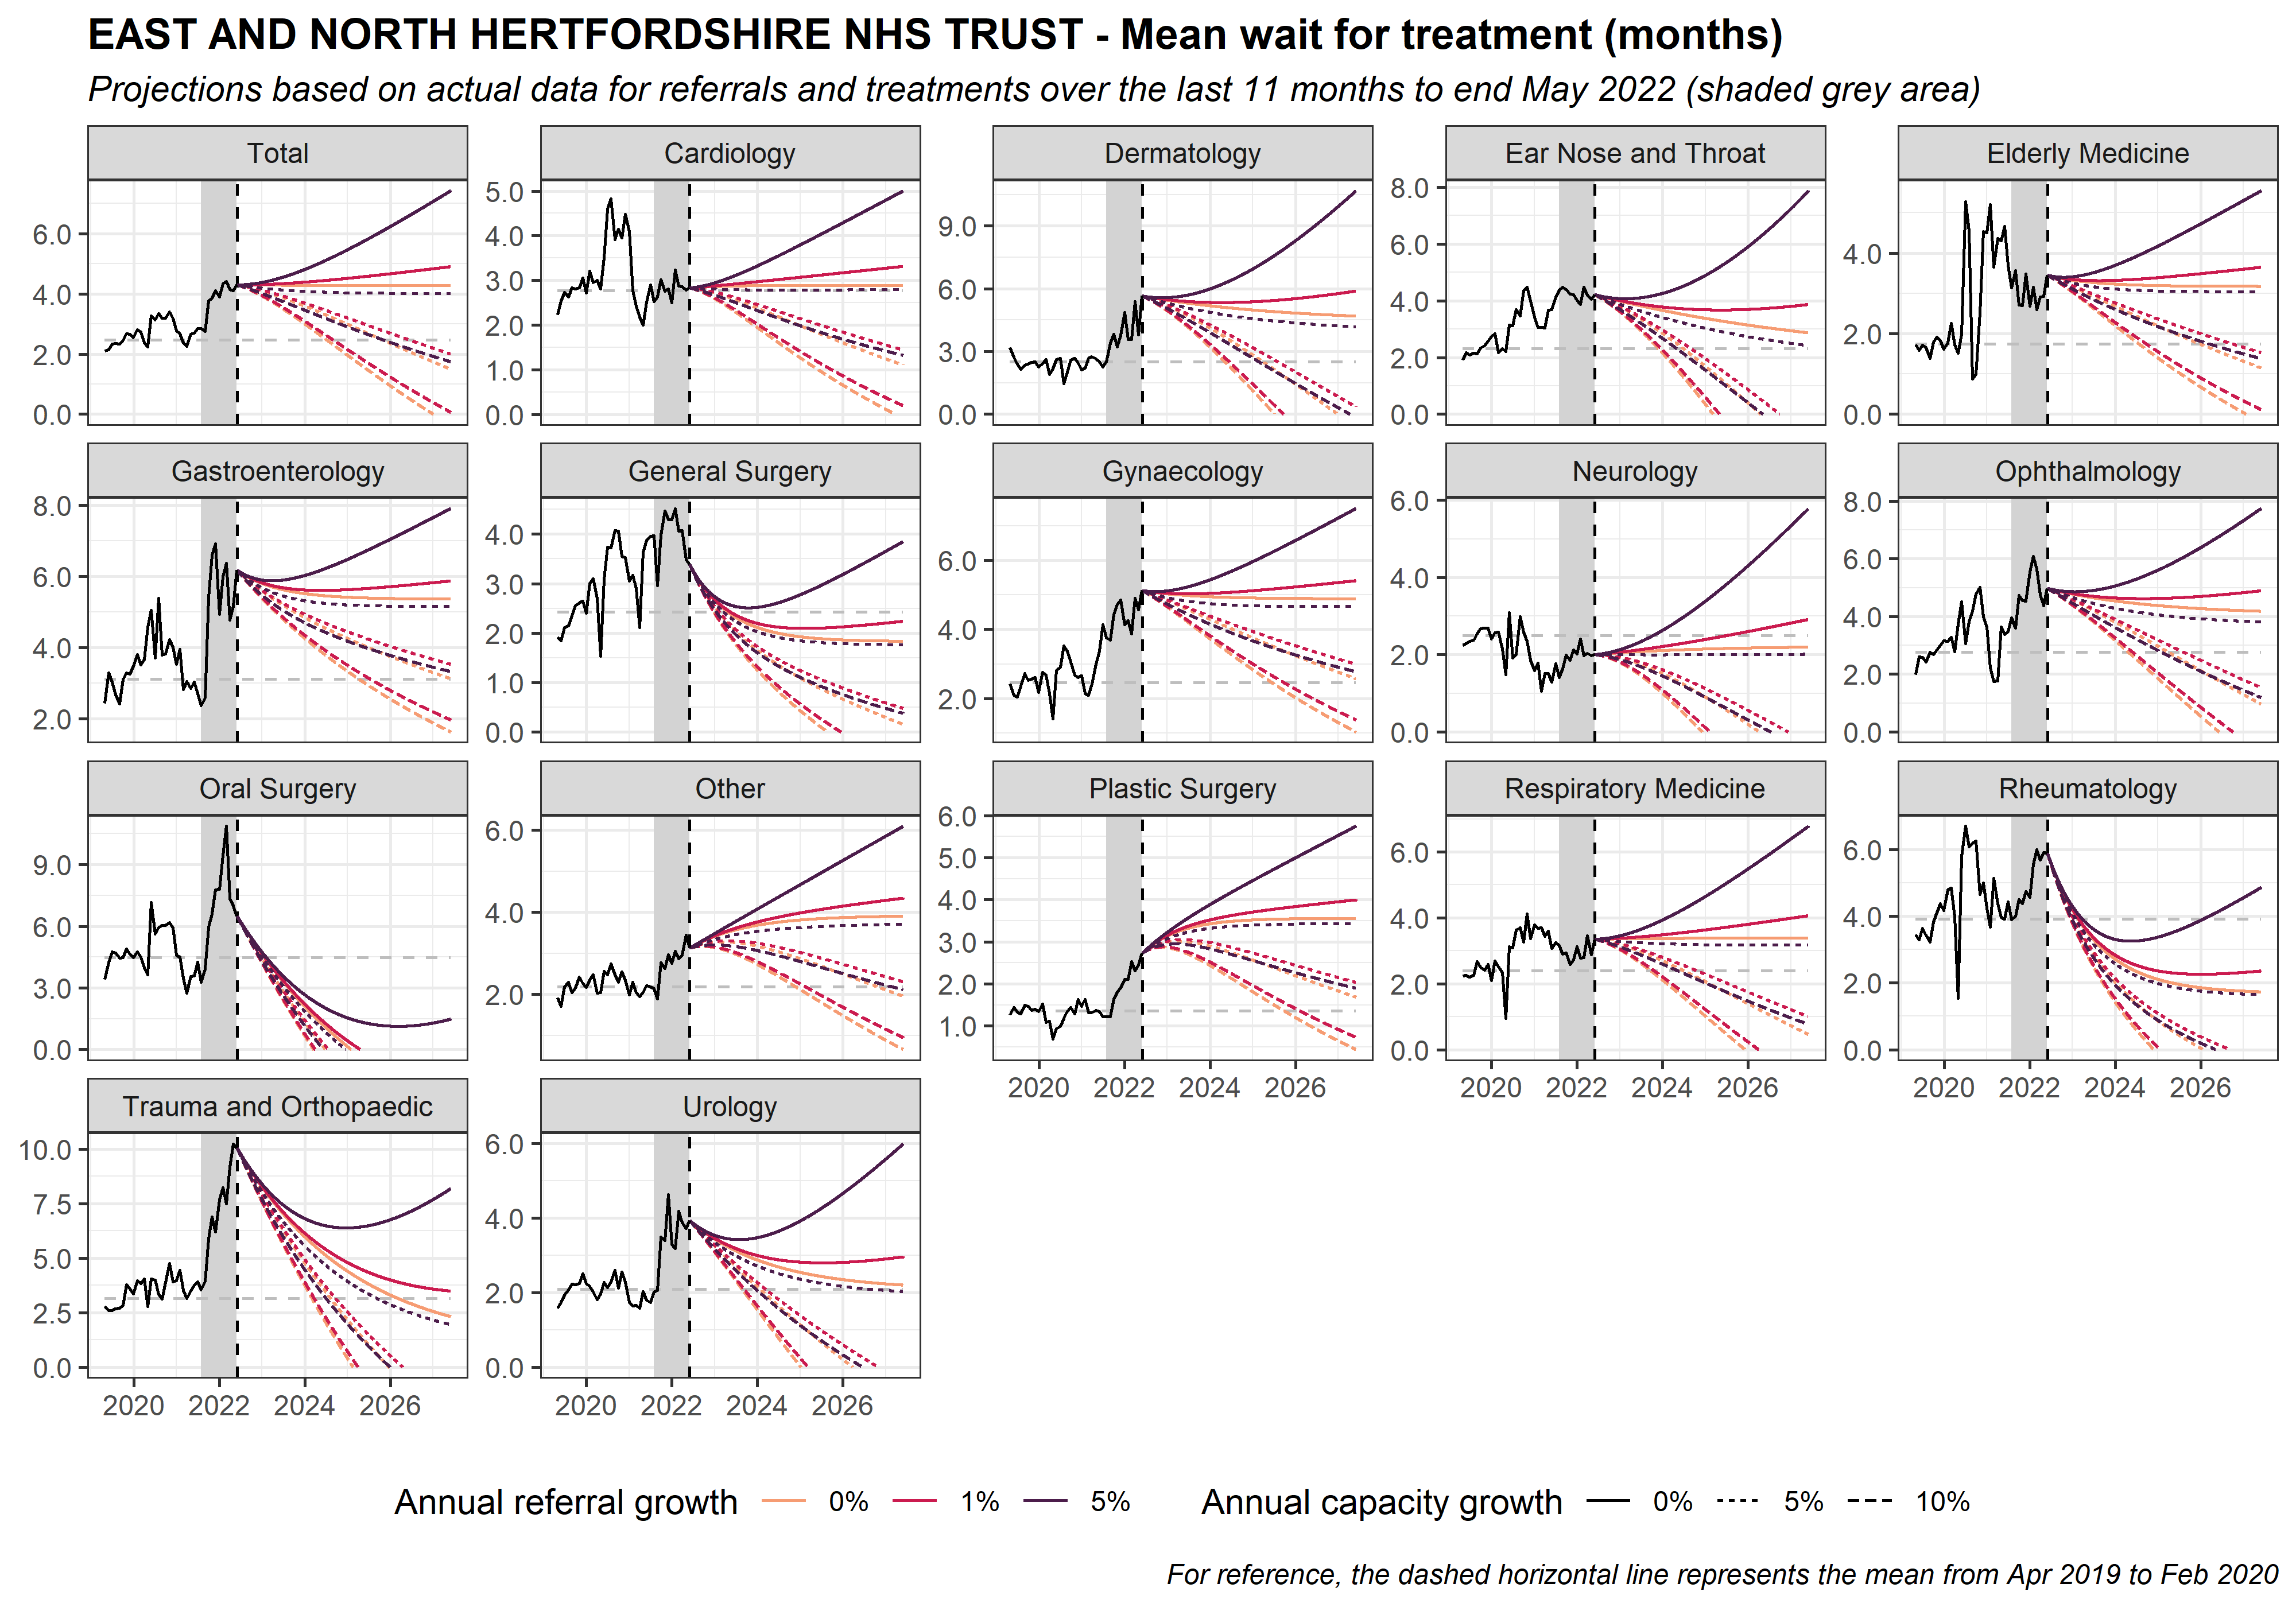 EAST AND NORTH HERTFORDSHIRE NHS TRUST - Mean wait for treatment (months)
Projections based on actual data for referrals and treatments over the last 11 months to end May 2022 (shaded grey area)
Total
6.0
4.0
2.0
0.0
Cardiology
5.0
4.0
3.0
2.0
1.0
0.0
Dermatology
9.0
6.0
3.0
0.0
Ear Nose and Throat
8.0
6.0
4.0
2.0
0.0
Elderly Medicine
4.0
2.0
0.0
Gastroenterology
8.0
6.0
4.0
2.0
General Surgery
4.0
3.0
2.0
1.0
0.0
Gynaecology
6.0
4.0
2.0
Neurology
6.0
4.0
2.0
0.0
Ophthalmology
8.0
6.0
4.0
2.0
0.0
Oral Surgery
9.0
6.0
3.0
0.0
Other
6.0
4.0
2.0
Plastic Surgery
6.0
5.0
4.0
3.0
2.0
1.0
2020 2022 2024 2026
Respiratory Medicine
6.0
4.0
2.0
0.0
2020 2022 2024 2026
Rheumatology
6.0
4.0
2.0
0.0
2020 2022 2024 2026
Trauma and Orthopaedic
10.0
7.5
5.0
2.5
0.0
2020 2022 2024 2026
Urology
6.0
4.0
2.0
0.0
2020 2022 2024 2026
Annual referral growth 0% 1% 5% Annual capacity growth 0% 5% 10%
For reference, the dashed horizontal line represents the mean from Apr 2019 to Feb 2020